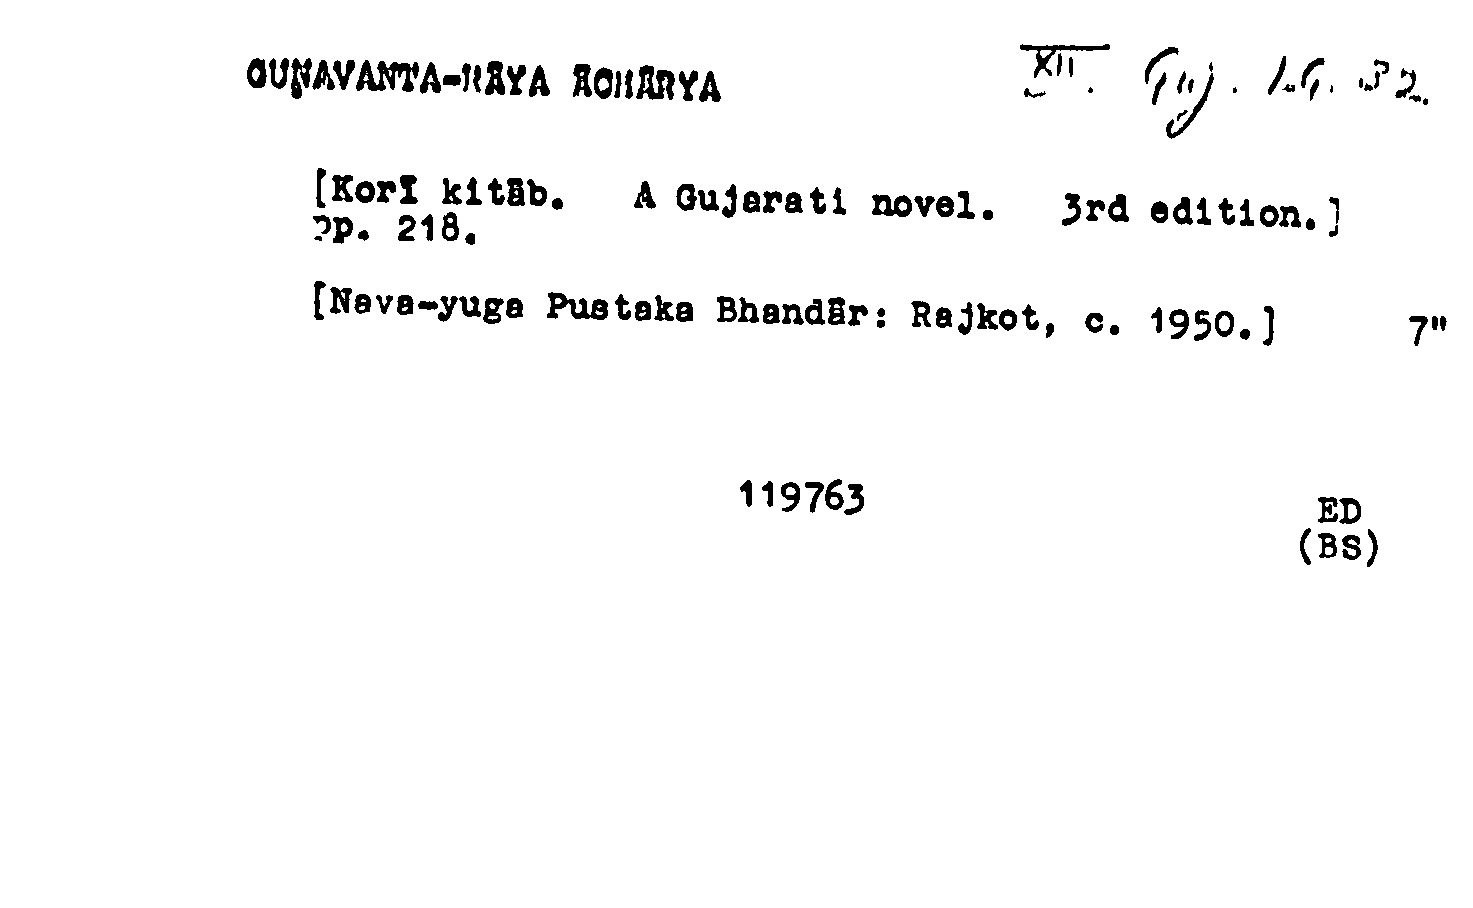 GUṆAVANTA-RĀYA ĀCHĀRYA
XII. Guj. 1.G. 32.
[Korī kitāb. A Gujarati novel. 3rd edition.]
pp. 218.
[Nava-yuga Pustaka Bhandār: Rajkot, c. 1950.] 7"
119763
ED
(BS)